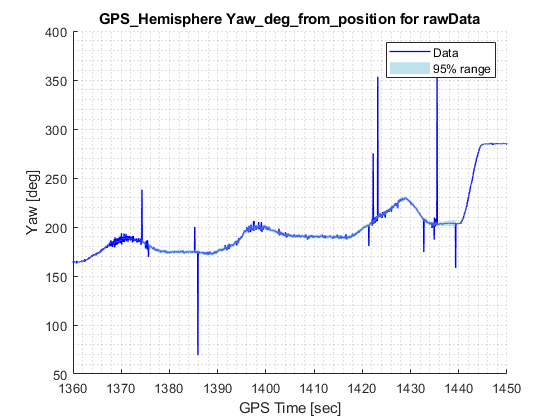 GPS_Hemisphere Yaw_deg_from_position for rawData
400
350
300
250
200
150
100
50
Yaw [deg]
Data
95% range
1360 1370 1380 1390 1400 1410 1420 1430 1440 1450
GPS Time [sec]